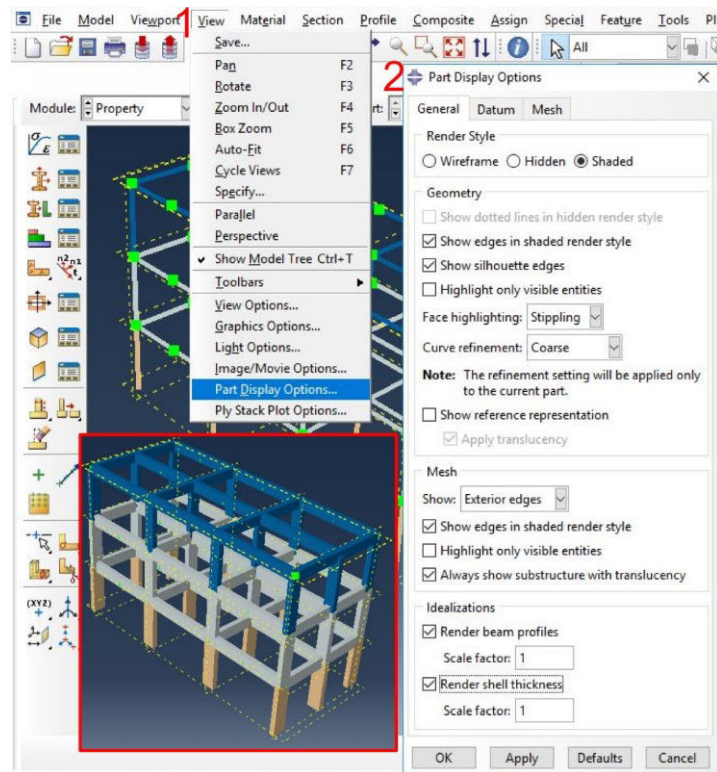 File Model Viewport View Material Section Profile Composite Assign Special Feature Tools Pl
1
All
Module: Property rt:
σ
ε
n2 n1
t
(XYZ)
Save...
Pan F2
Rotate F3
Zoom In/Out F4
Box Zoom F5
Auto-Fit F6
Cycle Views F7
Specify...
Parallel
Perspective
Show Model Tree Ctrl+T
Toolbars
View Options...
Graphics Options...
Light Options...
Image/Movie Options...
Part Display Options...
Ply Stack Plot Options...
2
Part Display Options
General Datum Mesh
Render Style
Wireframe Hidden Shaded
Geometry
Show dotted lines in hidden render style
Show edges in shaded render style
Show silhouette edges
Highlight only visible entities
Face highlighting: Stippling
Curve refinement: Coarse
Note: The refinement setting will be applied only
to the current part.
Show reference representation
Apply translucency
Mesh
Show: Exterior edges
Show edges in shaded render style
Highlight only visible entities
Always show substructure with translucency
Idealizations
Render beam profiles
Scale factor: 1
Render shell thickness
Scale factor: 1
OK Apply Defaults Cancel